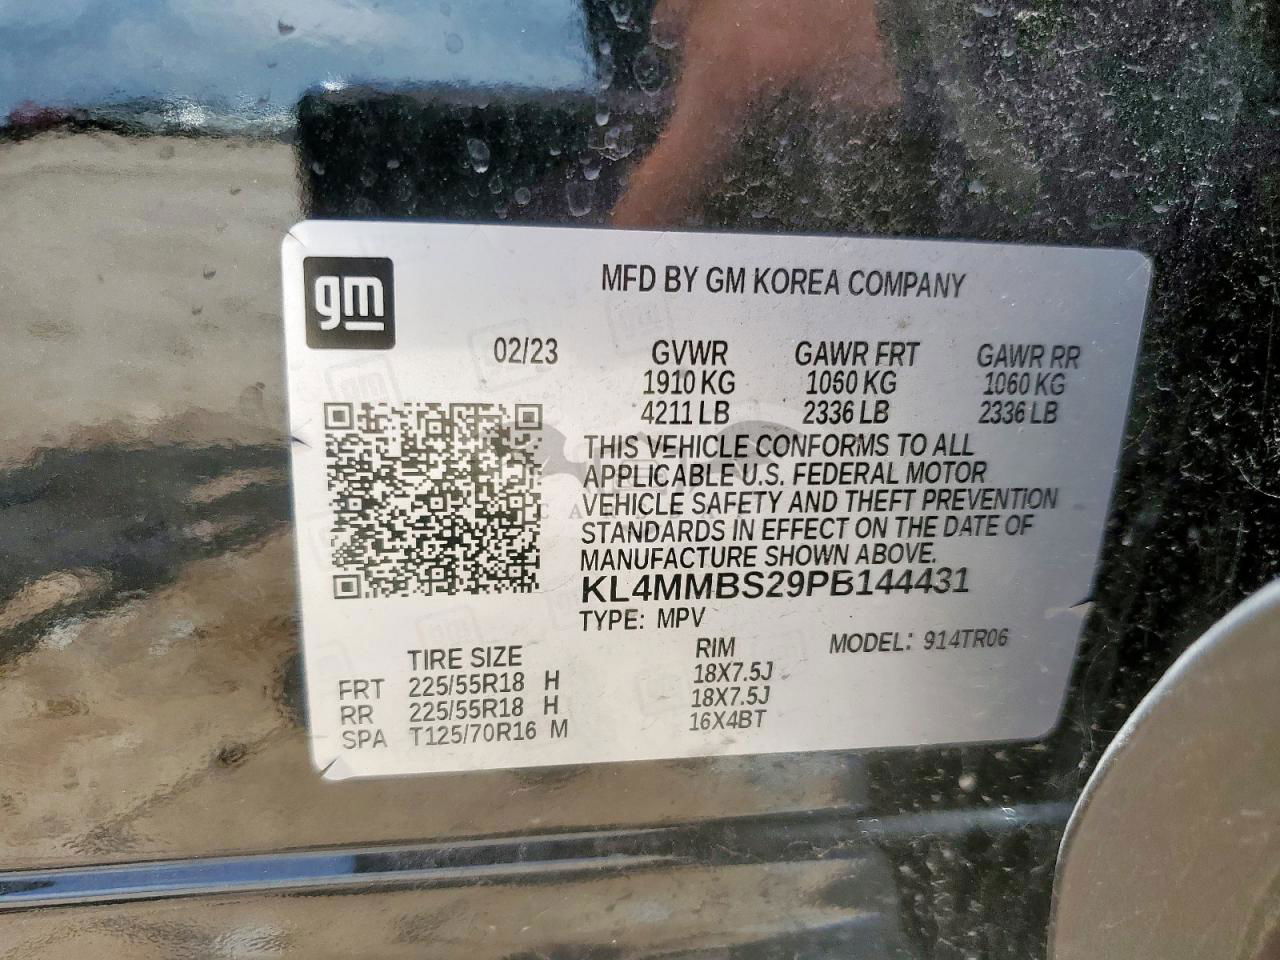 gm
MFD BY GM KOREA COMPANY
02/23 GVWR GAWR FRT GAWR RR
1910 KG 1060 KG 1060 KG
4211 LB 2336 LB 2336 LB
THIS VEHICLE CONFORMS TO ALL
APPLICABLE U.S. FEDERAL MOTOR
VEHICLE SAFETY AND THEFT PREVENTION
STANDARDS IN EFFECT ON THE DATE OF
MANUFACTURE SHOWN ABOVE.
KL4MMBS29PB144431
TYPE: MPV
TIRE SIZE RIM MODEL: 914TR06
FRT 225/55R18 H 18X7.5J
RR 225/55R18 H 18X7.5J
SPA T125/70R16 M 16X4BT